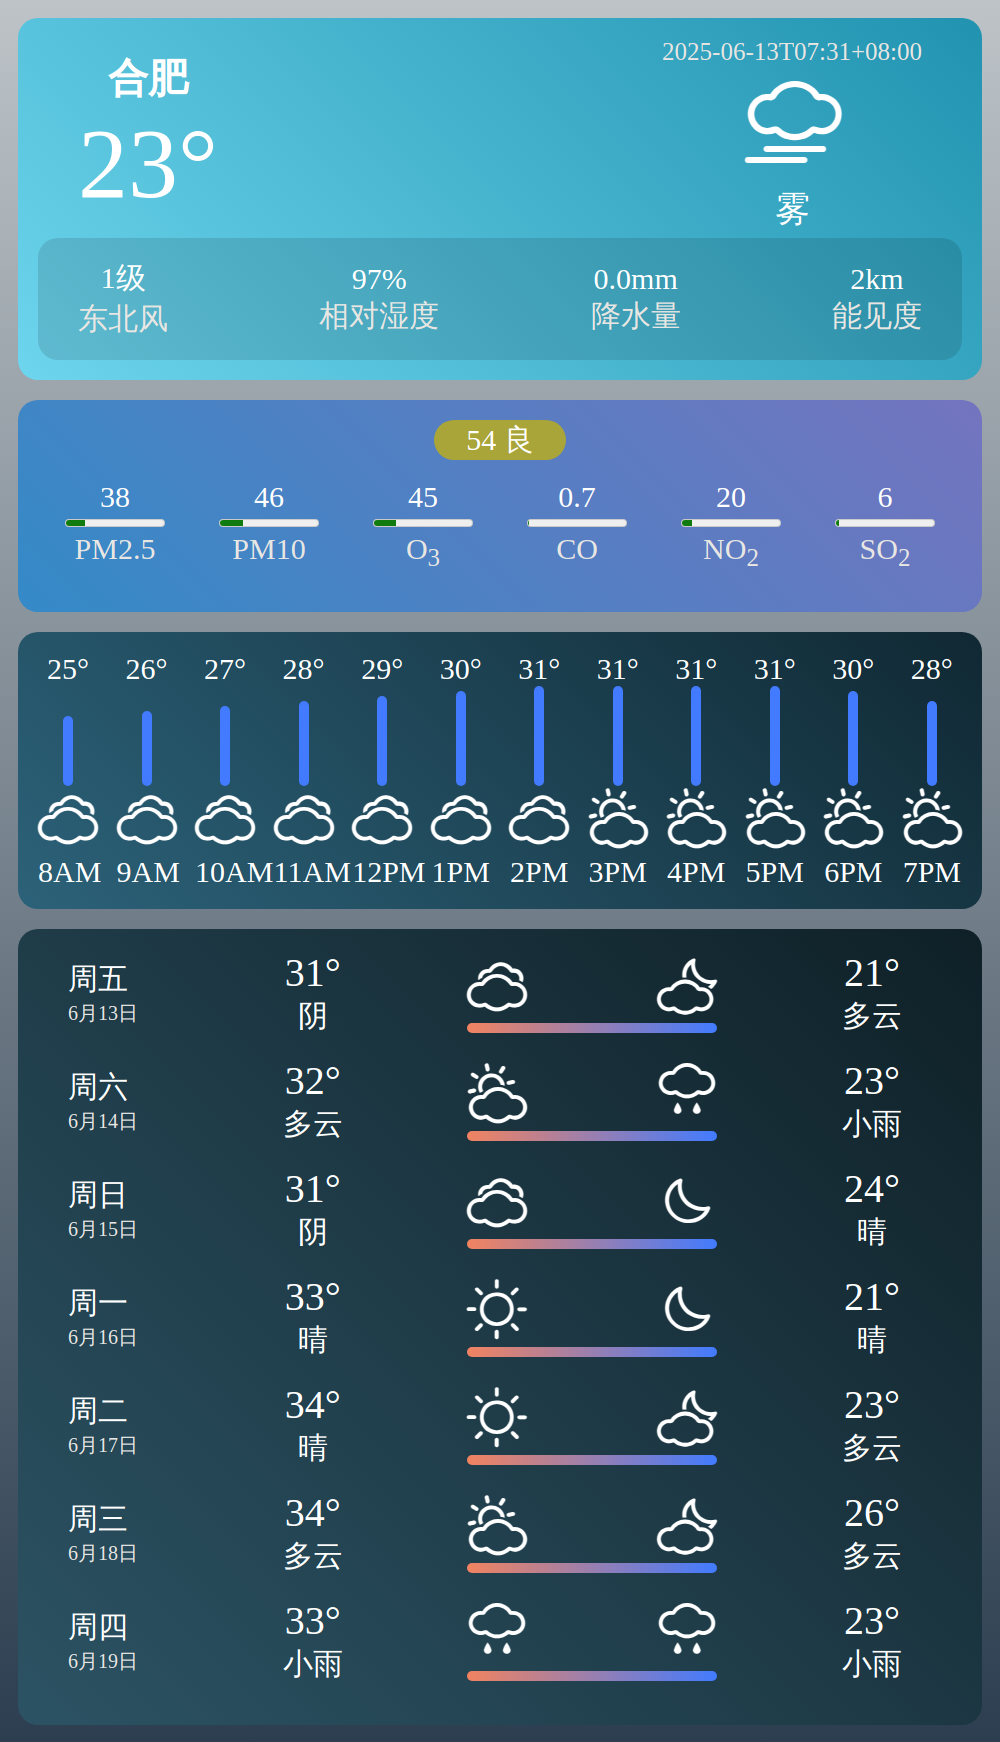 合肥
2025-06-13T07:31+08:00
23°
雾
1级 97% 0.0mm 2km
东北风 相对湿度 降水量 能见度
54 良
38 46 45 0.7 20 6
PM2.5 PM10 O3 CO NO2 SO2
25° 26° 27° 28° 29° 30° 31° 31° 31° 31° 30° 28°
8AM 9AM 10AM 11AM 12PM 1PM 2PM 3PM 4PM 5PM 6PM 7PM
周五 31° 21°
6月13日 阴 多云
周六 32° 23°
6月14日 多云 小雨
周日 31° 24°
6月15日 阴 晴
周一 33° 21°
6月16日 晴 晴
周二 34° 23°
6月17日 晴 多云
周三 34° 26°
6月18日 多云 多云
周四 33° 23°
6月19日 小雨 小雨